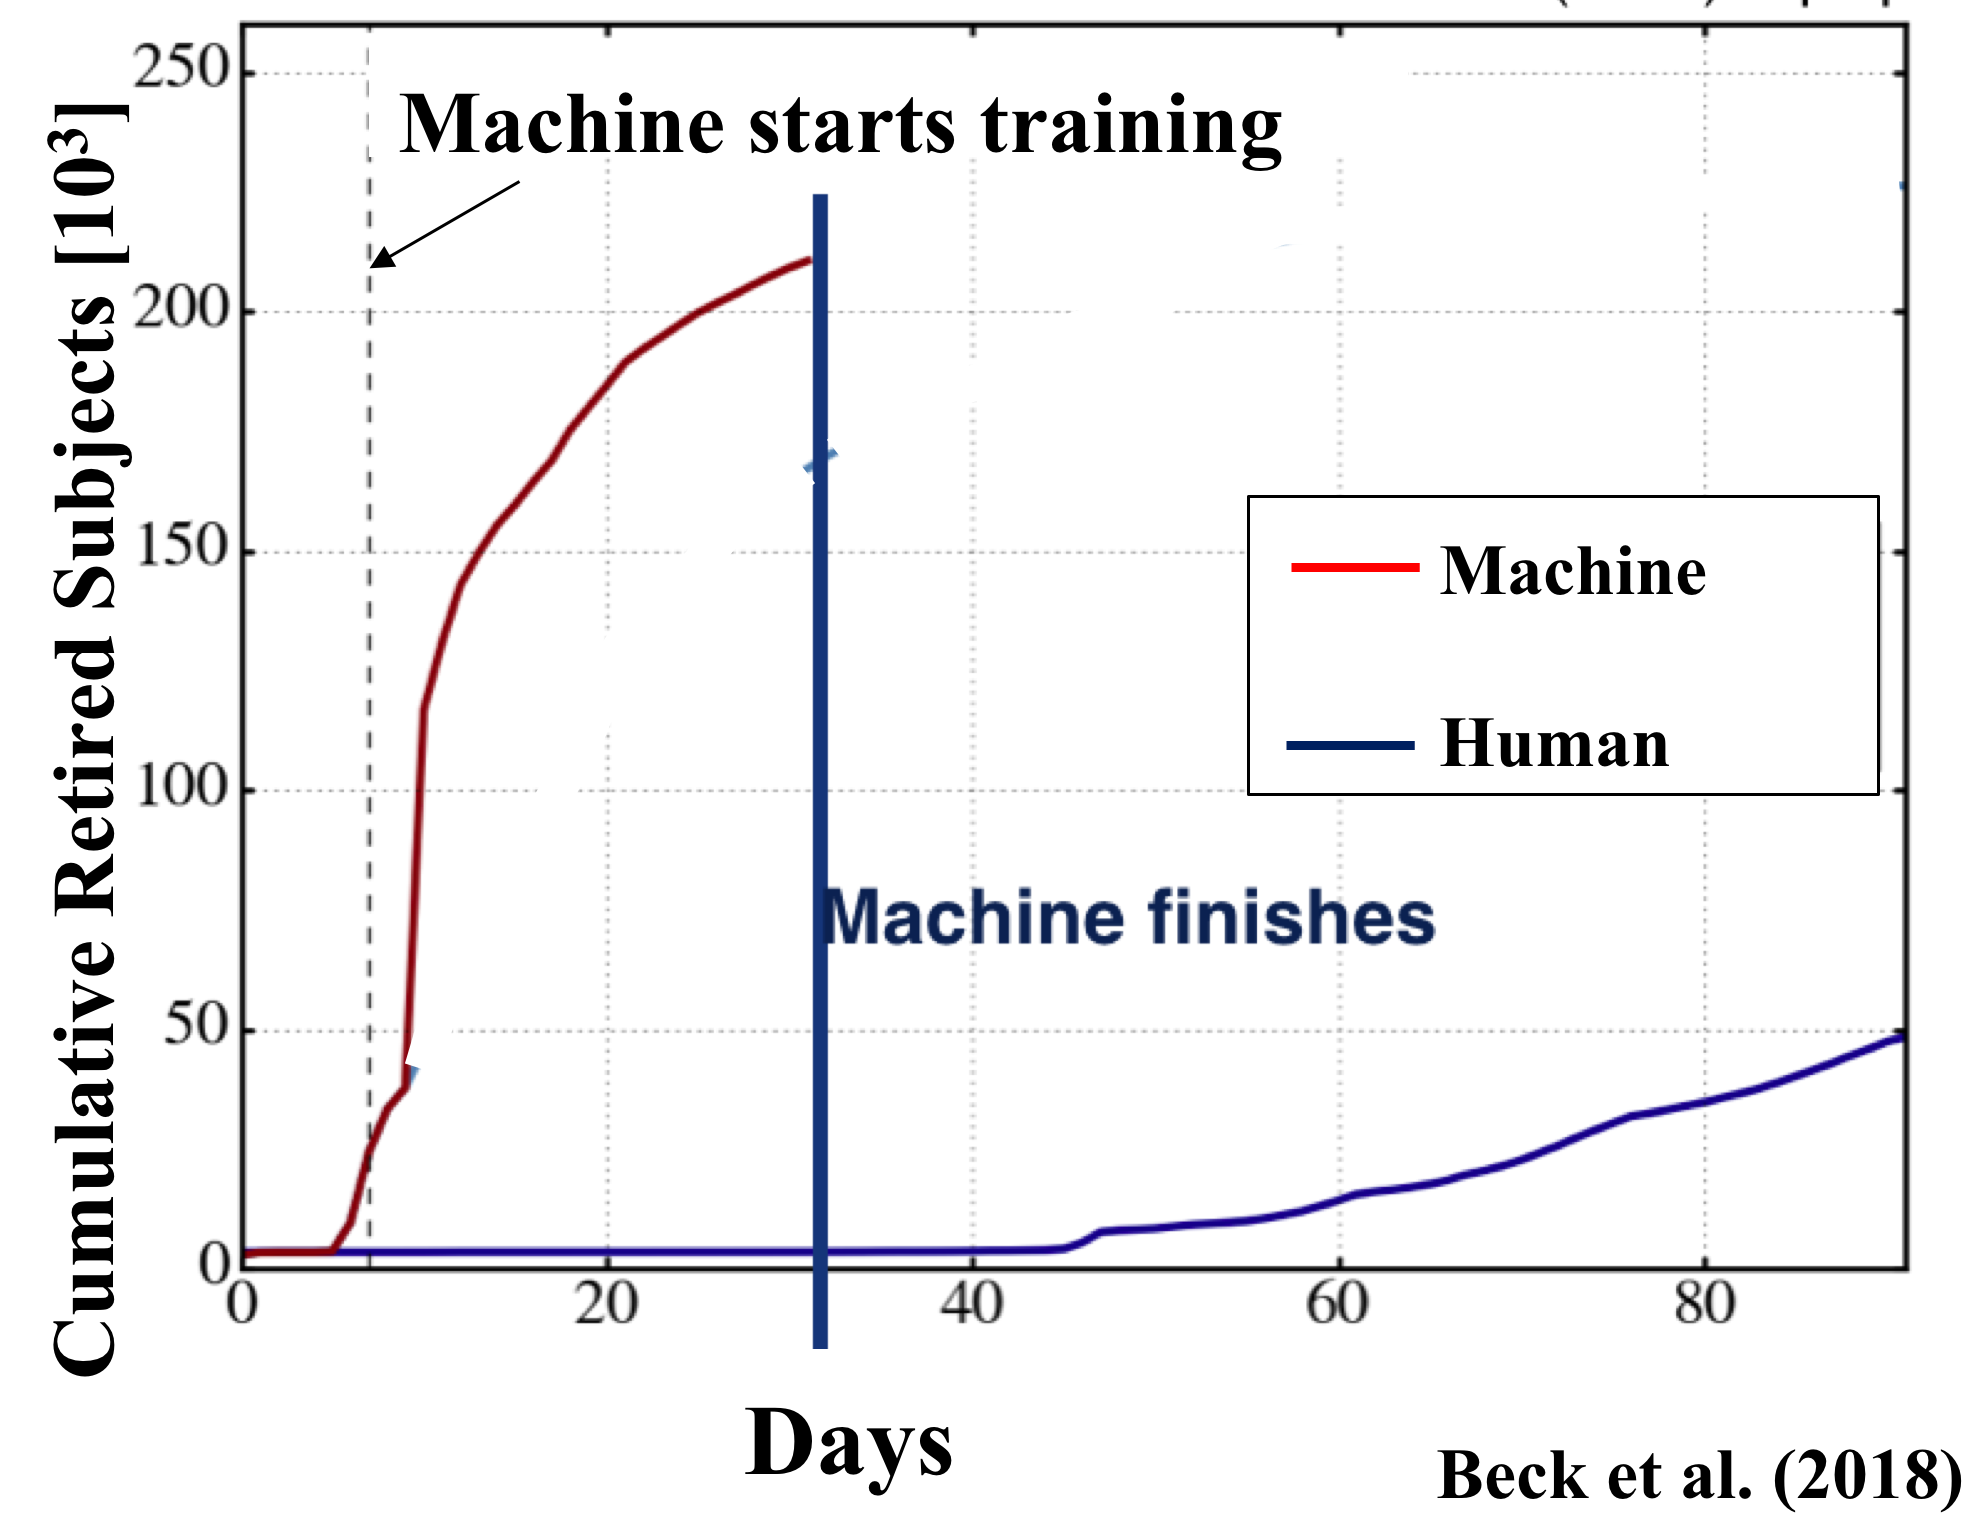 250
Machine starts training
200
150
100
50
0
Cumulative Retired Subjects [10³]
Machine
Human
Machine finishes
0 20 40 60 80
Days
Beck et al. (2018)